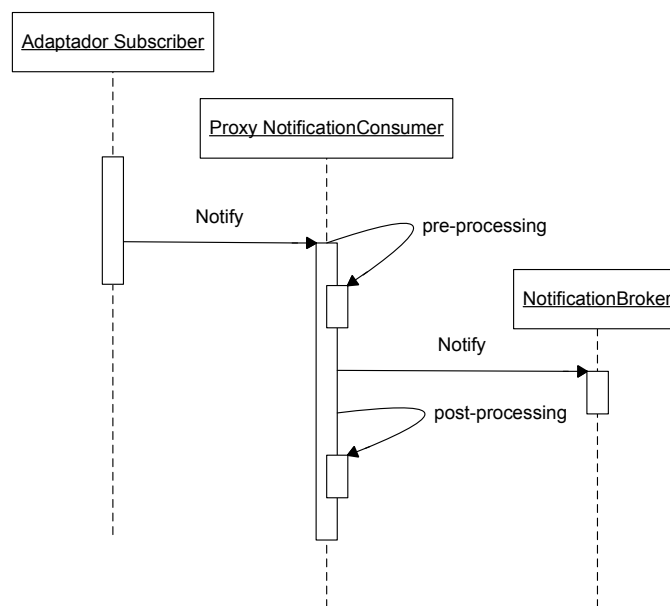 Adaptador Subscriber
Proxy NotificationConsumer
Notify
pre-processing
NotificationBroker
Notify
post-processing